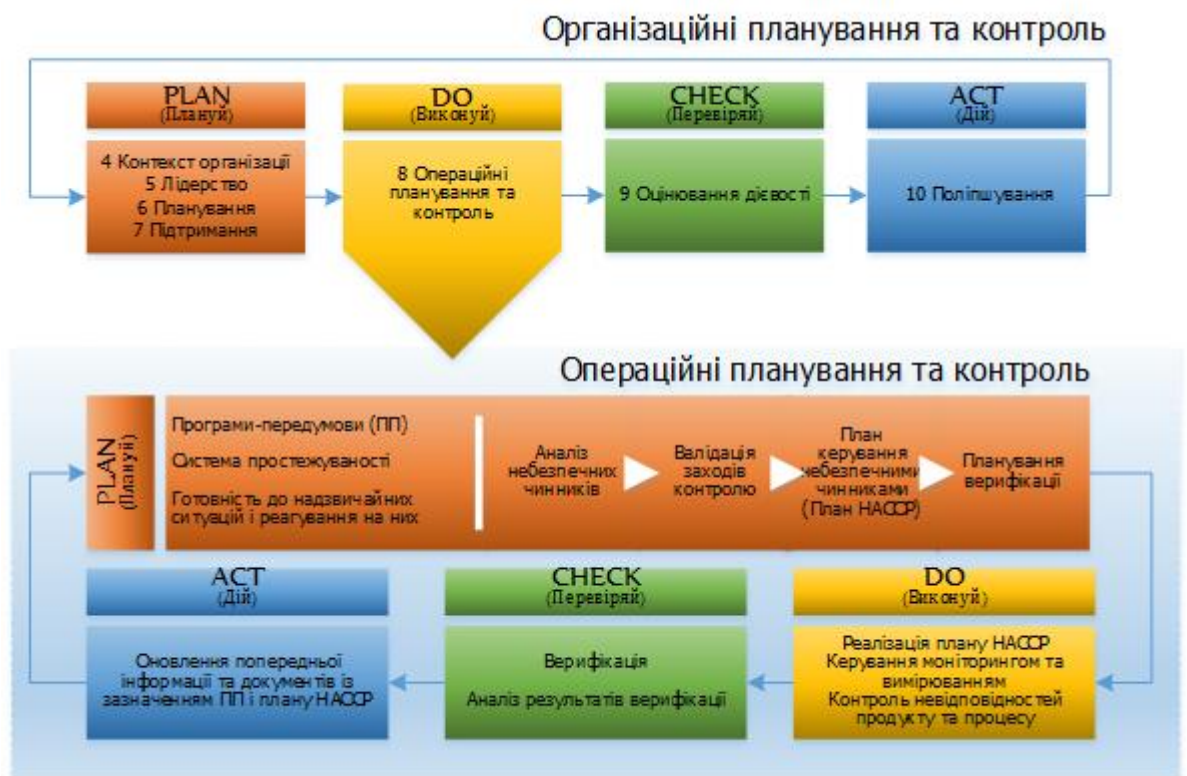 Організаційні планування та контроль
PLAN
(Плануй)
4 Контекст організації
5 Лідерство
6 Планування
7 Підтримання
DO
(Виконуй)
8 Операційні
планування та
контроль
CHECK
(Перевіряй)
9 Оцінювання дієвості
ACT
(Дій)
10 Поліпшування
Операційні планування та контроль
PLAN
(Плануй)
Програми-передумови (ПП)
Система простежуваності
Готовність до надзвичайних
ситувцій і реагування на них
Аналіз
небезпечних
чинників
Валідація
заходів
контролю
План
керування
небезпечними
чинниками
(План НАССР)
Планування
верифікації
ACT
(Дій)
Оновлення попередньої
інформації та документів із
зазначенням ПП і плану НАССР
CHECK
(Перевіряй)
Верифікація
Аналіз результатів верифікації
DO
(Виконуй)
Реалізація плану НАССР
Керування моніторингом та
вимірюванням
Контроль невідповідностей
продукту та процесу